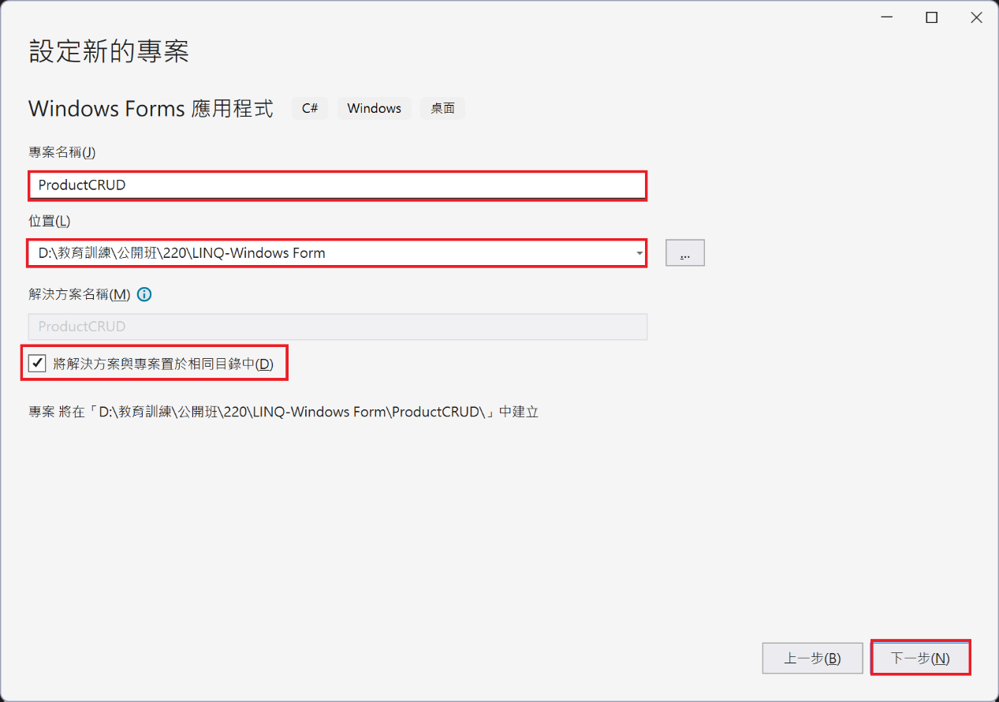 設定新的專案
Windows Forms 應用程式 C# Windows 桌面
專案名稱(J)
ProductCRUD
位置(L)
D:\教育訓練\公開班\220\LINQ-Windows Form
...
解決方案名稱(M)
ProductCRUD
將解決方案與專案置於相同目錄中(D)
專案 將在「D:\教育訓練\公開班\220\LINQ-Windows Form\ProductCRUD\」中建立
上一步(B) 下一步(N)